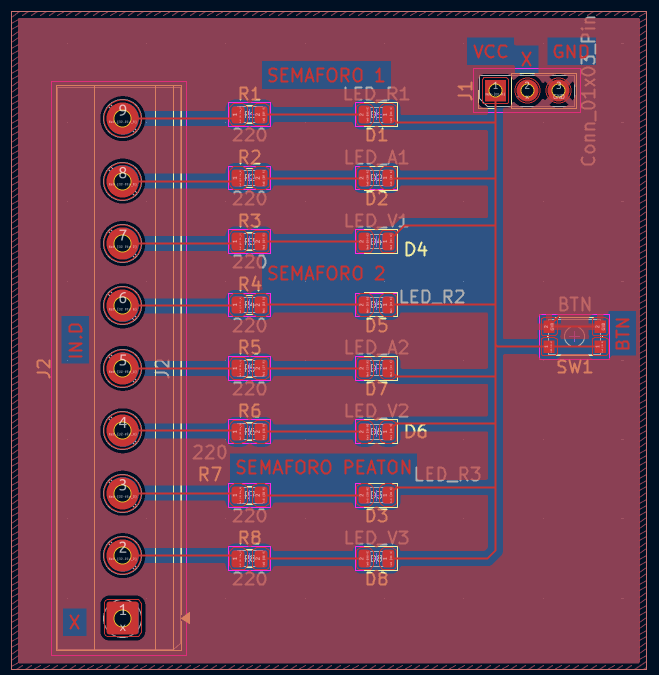 VCC X GND
Conn_01x03_Pin
J1
1 2 3
SEMAFORO 1
R1 LED_R1
9
220 D1
R2 LED_A1
8
220 D2
R3 LED_V1
7
220 D4
SEMAFORO 2
R4 LED_R2
6
220 D5
IN.D
J2
J2
BTN
BTN
SW1
R5 LED_A2
5
220 D7
R6 LED_V2
4
D6
220
SEMAFORO PEATON
R7 LED_R3
3
220 D3
R8 LED_V3
2
220 D8
X
1